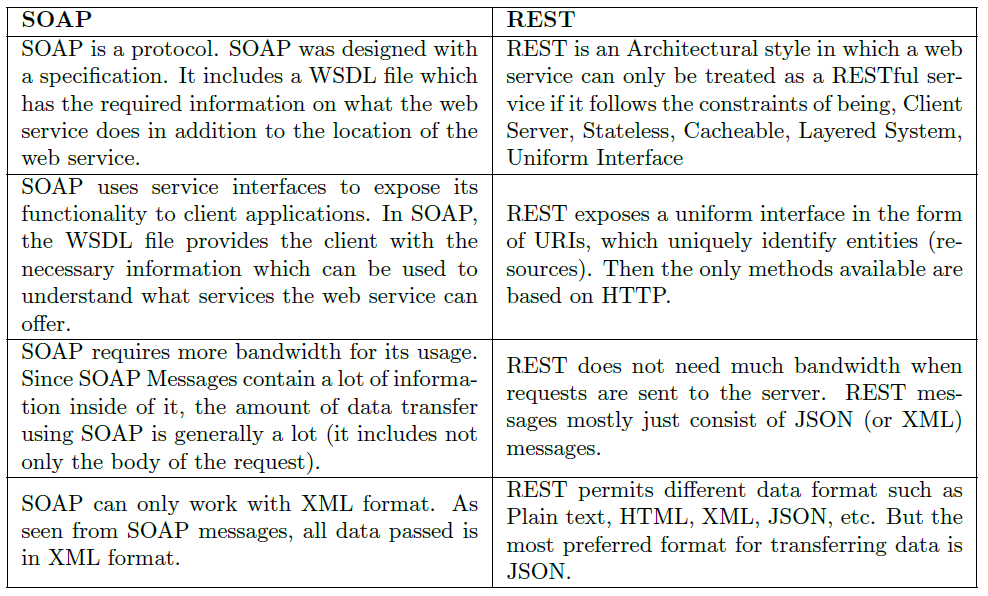 SOAP
REST
SOAP is a protocol. SOAP was designed with
a specification. It includes a WSDL file which
has the required information on what the web
service does in addition to the location of the
web service.
REST is an Architectural style in which a web
service can only be treated as a RESTful ser-
vice if it follows the constraints of being, Client
Server, Stateless, Cacheable, Layered System,
Uniform Interface
SOAP uses service interfaces to expose its
functionality to client applications. In SOAP,
the WSDL file provides the client with the
necessary information which can be used to
understand what services the web service can
offer.
REST exposes a uniform interface in the form
of URIs, which uniquely identify entities (re-
sources). Then the only methods available are
based on HTTP.
SOAP requires more bandwidth for its usage.
Since SOAP Messages contain a lot of informa-
tion inside of it, the amount of data transfer
using SOAP is generally a lot (it includes not
only the body of the request).
REST does not need much bandwidth when
requests are sent to the server. REST mes-
sages mostly just consist of JSON (or XML)
messages.
SOAP can only work with XML format. As
seen from SOAP messages, all data passed is
in XML format.
REST permits different data format such as
Plain text, HTML, XML, JSON, etc. But the
most preferred format for transferring data is
JSON.